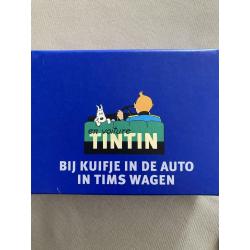 en voiture
TINTIN
BIJ KUIFJE IN DE AUTO
IN TIMS WAGEN